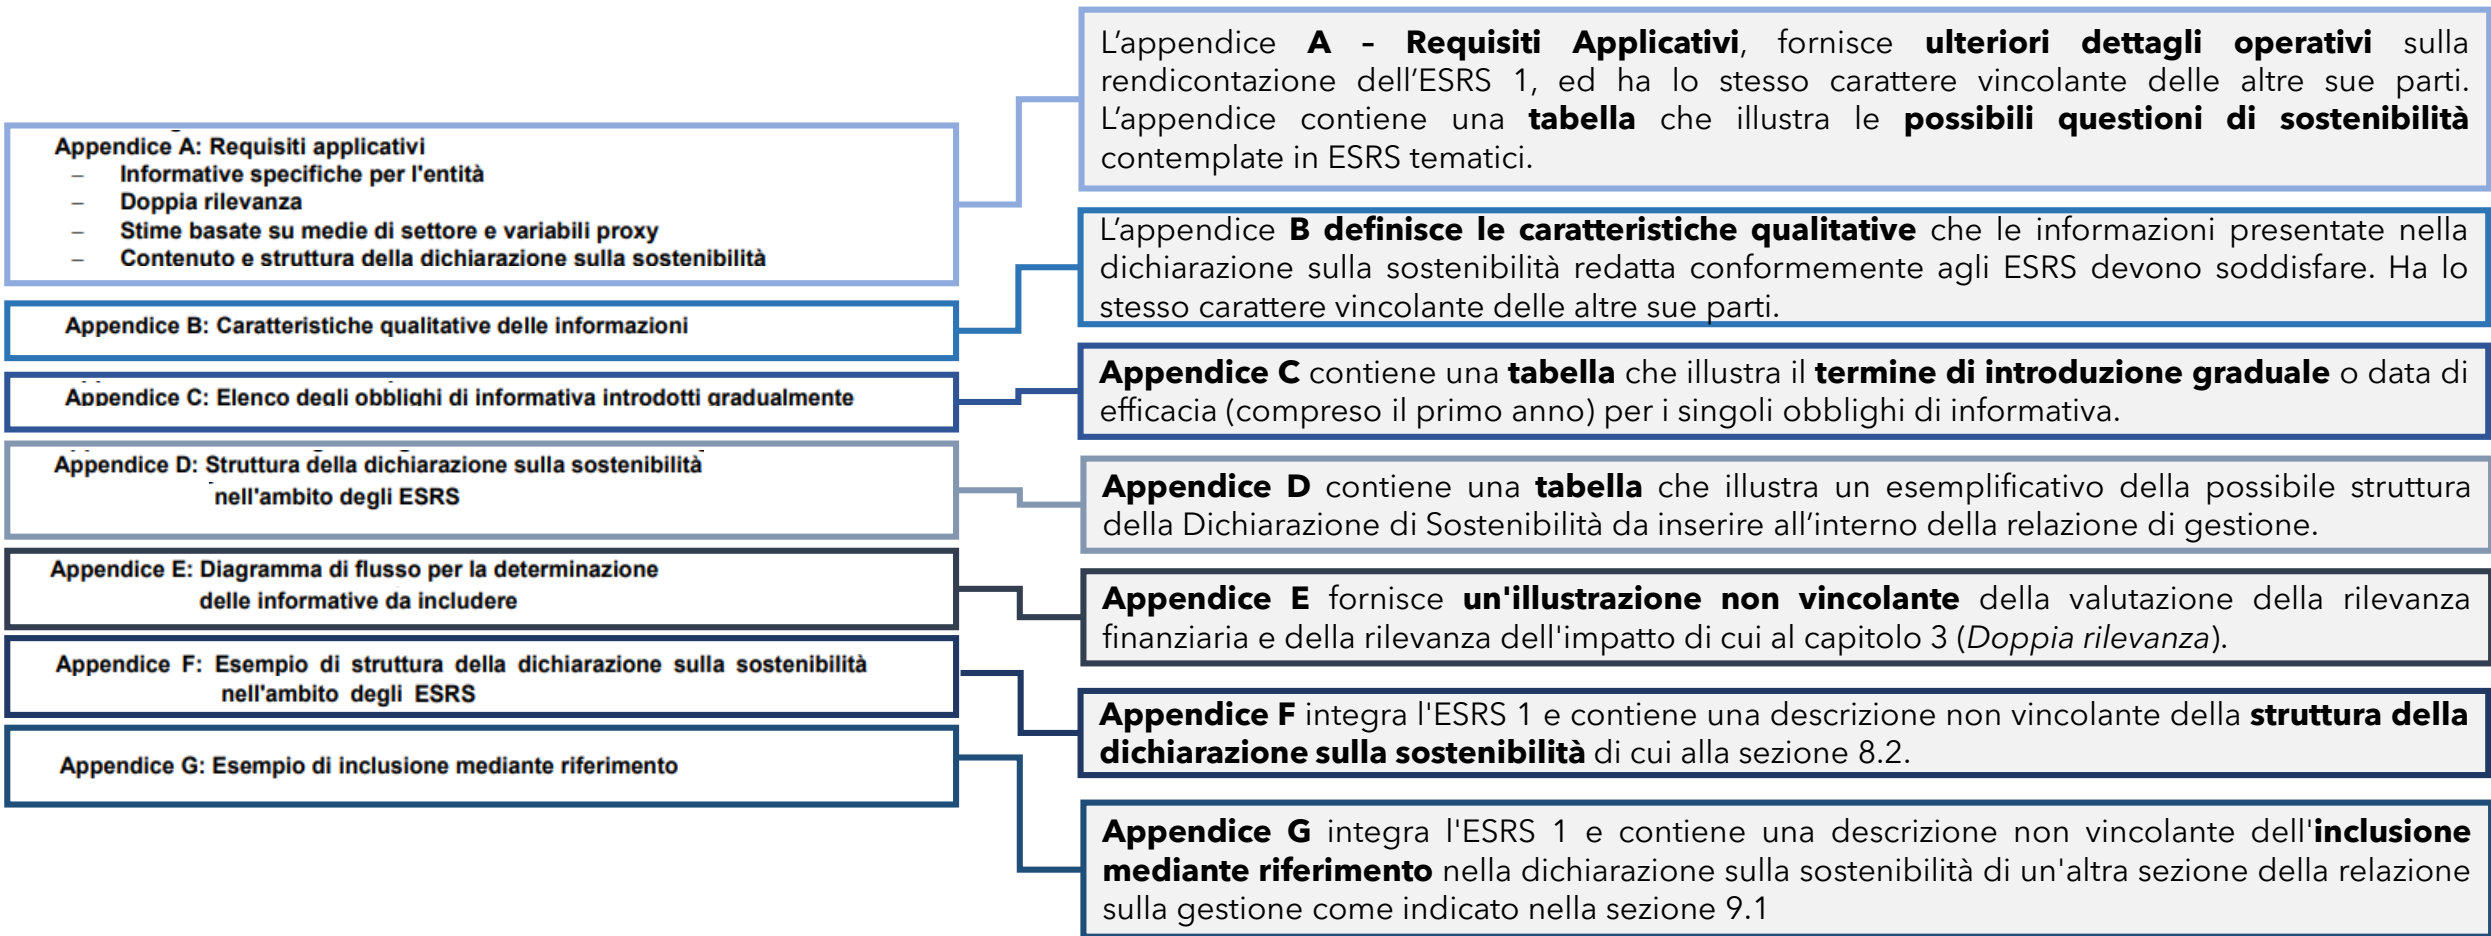 Appendice A: Requisiti applicativi
– Informative specifiche per l'entità
– Doppia rilevanza
– Stime basate su medie di settore e variabili proxy
– Contenuto e struttura della dichiarazione sulla sostenibilità
Appendice B: Caratteristiche qualitative delle informazioni
Appendice C: Elenco degli obblighi di informativa introdotti gradualmente
Appendice D: Struttura della dichiarazione sulla sostenibilità
nell'ambito degli ESRS
Appendice E: Diagramma di flusso per la determinazione
delle informative da includere
Appendice F: Esempio di struttura della dichiarazione sulla sostenibilità
nell'ambito degli ESRS
Appendice G: Esempio di inclusione mediante riferimento
L'appendice A – Requisiti Applicativi, fornisce ulteriori dettagli operativi sulla
rendicontazione dell'ESRS 1, ed ha lo stesso carattere vincolante delle altre sue parti.
L'appendice contiene una tabella che illustra le possibili questioni di sostenibilità
contemplate in ESRS tematici.
L'appendice B definisce le caratteristiche qualitative che le informazioni presentate nella
dichiarazione sulla sostenibilità redatta conformemente agli ESRS devono soddisfare. Ha lo
stesso carattere vincolante delle altre sue parti.
Appendice C contiene una tabella che illustra il termine di introduzione graduale o data di
efficacia (compreso il primo anno) per i singoli obblighi di informativa.
Appendice D contiene una tabella che illustra un esemplificativo della possibile struttura
della Dichiarazione di Sostenibilità da inserire all'interno della relazione di gestione.
Appendice E fornisce un'illustrazione non vincolante della valutazione della rilevanza
finanziaria e della rilevanza dell'impatto di cui al capitolo 3 (Doppia rilevanza).
Appendice F integra l'ESRS 1 e contiene una descrizione non vincolante della struttura della
dichiarazione sulla sostenibilità di cui alla sezione 8.2.
Appendice G integra l'ESRS 1 e contiene una descrizione non vincolante dell'inclusione
mediante riferimento nella dichiarazione sulla sostenibilità di un'altra sezione della relazione
sulla gestione come indicato nella sezione 9.1